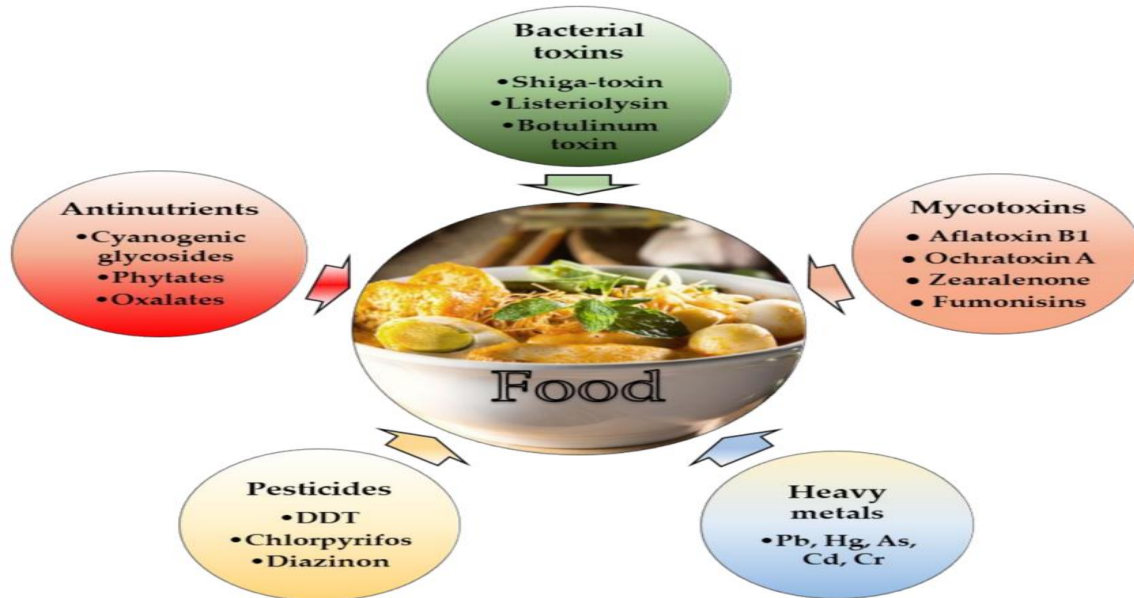 Bacterial
toxins
•Shiga-toxin
•Listeriolysin
•Botulinum
toxin
Antinutrients
•Cyanogenic
glycosides
•Phytates
•Oxalates
Mycotoxins
• Aflatoxin B1
• Ochratoxin A
• Zearalenone
• Fumonisins
Food
Pesticides
•DDT
•Chlorpyrifos
•Diazinon
Heavy
metals
•Pb, Hg, As,
Cd, Cr